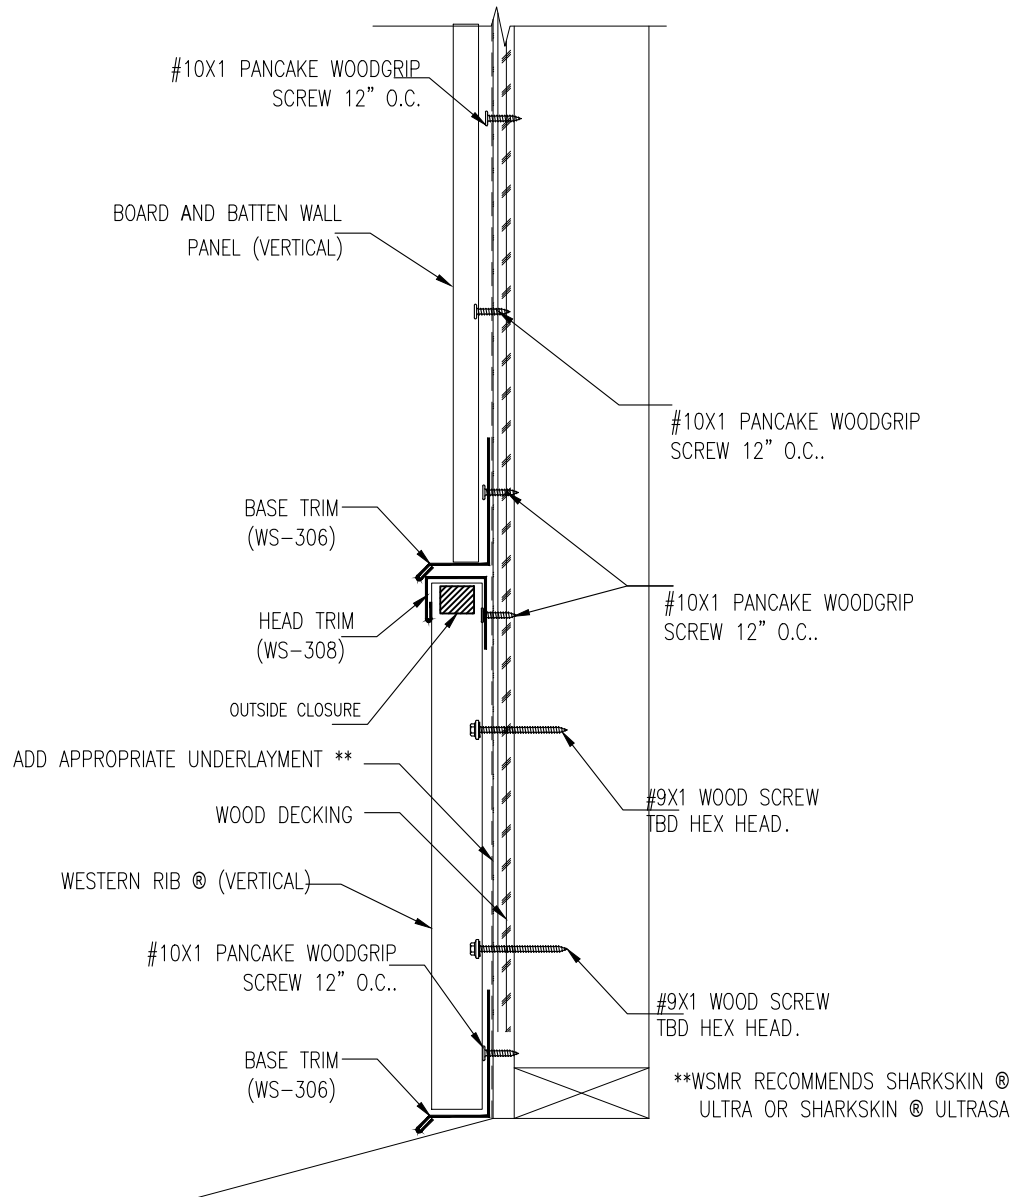 #10X1 PANCAKE WOODGRIP
SCREW 12" O.C.
BOARD AND BATTEN WALL
PANEL (VERTICAL)
#10X1 PANCAKE WOODGRIP
SCREW 12" O.C..
BASE TRIM
(WS-306)
#10X1 PANCAKE WOODGRIP
SCREW 12" O.C..
HEAD TRIM
(WS-308)
OUTSIDE CLOSURE
ADD APPROPRIATE UNDERLAYMENT **
#9X1 WOOD SCREW
TBD HEX HEAD.
WOOD DECKING
WESTERN RIB ® (VERTICAL)
#10X1 PANCAKE WOODGRIP
SCREW 12" O.C..
#9X1 WOOD SCREW
TBD HEX HEAD.
BASE TRIM
(WS-306)
**WSMR RECOMMENDS SHARKSKIN ®
ULTRA OR SHARKSKIN ® ULTRASA